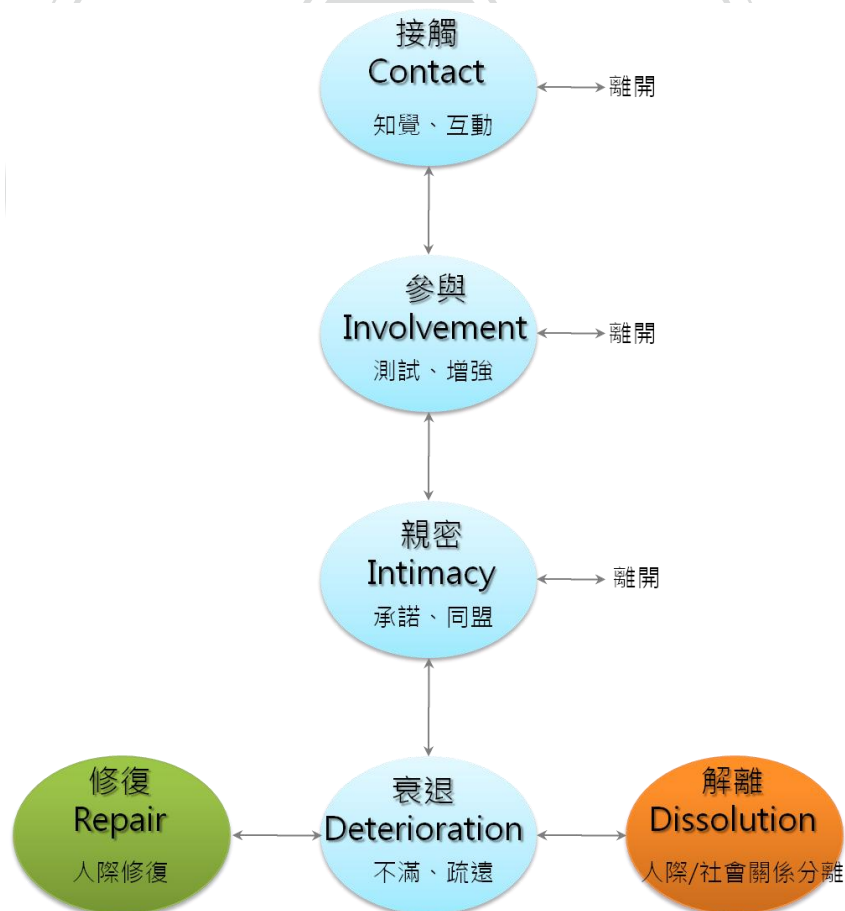 接觸
Contact
知覺、互動
離開
參與
Involvement
測試、增強
離開
親密
Intimacy
承諾、同盟
離開
修復
Repair
人際修復
衰退
Deterioration
不滿、疏遠
解離
Dissolution
人際/社會關係分離